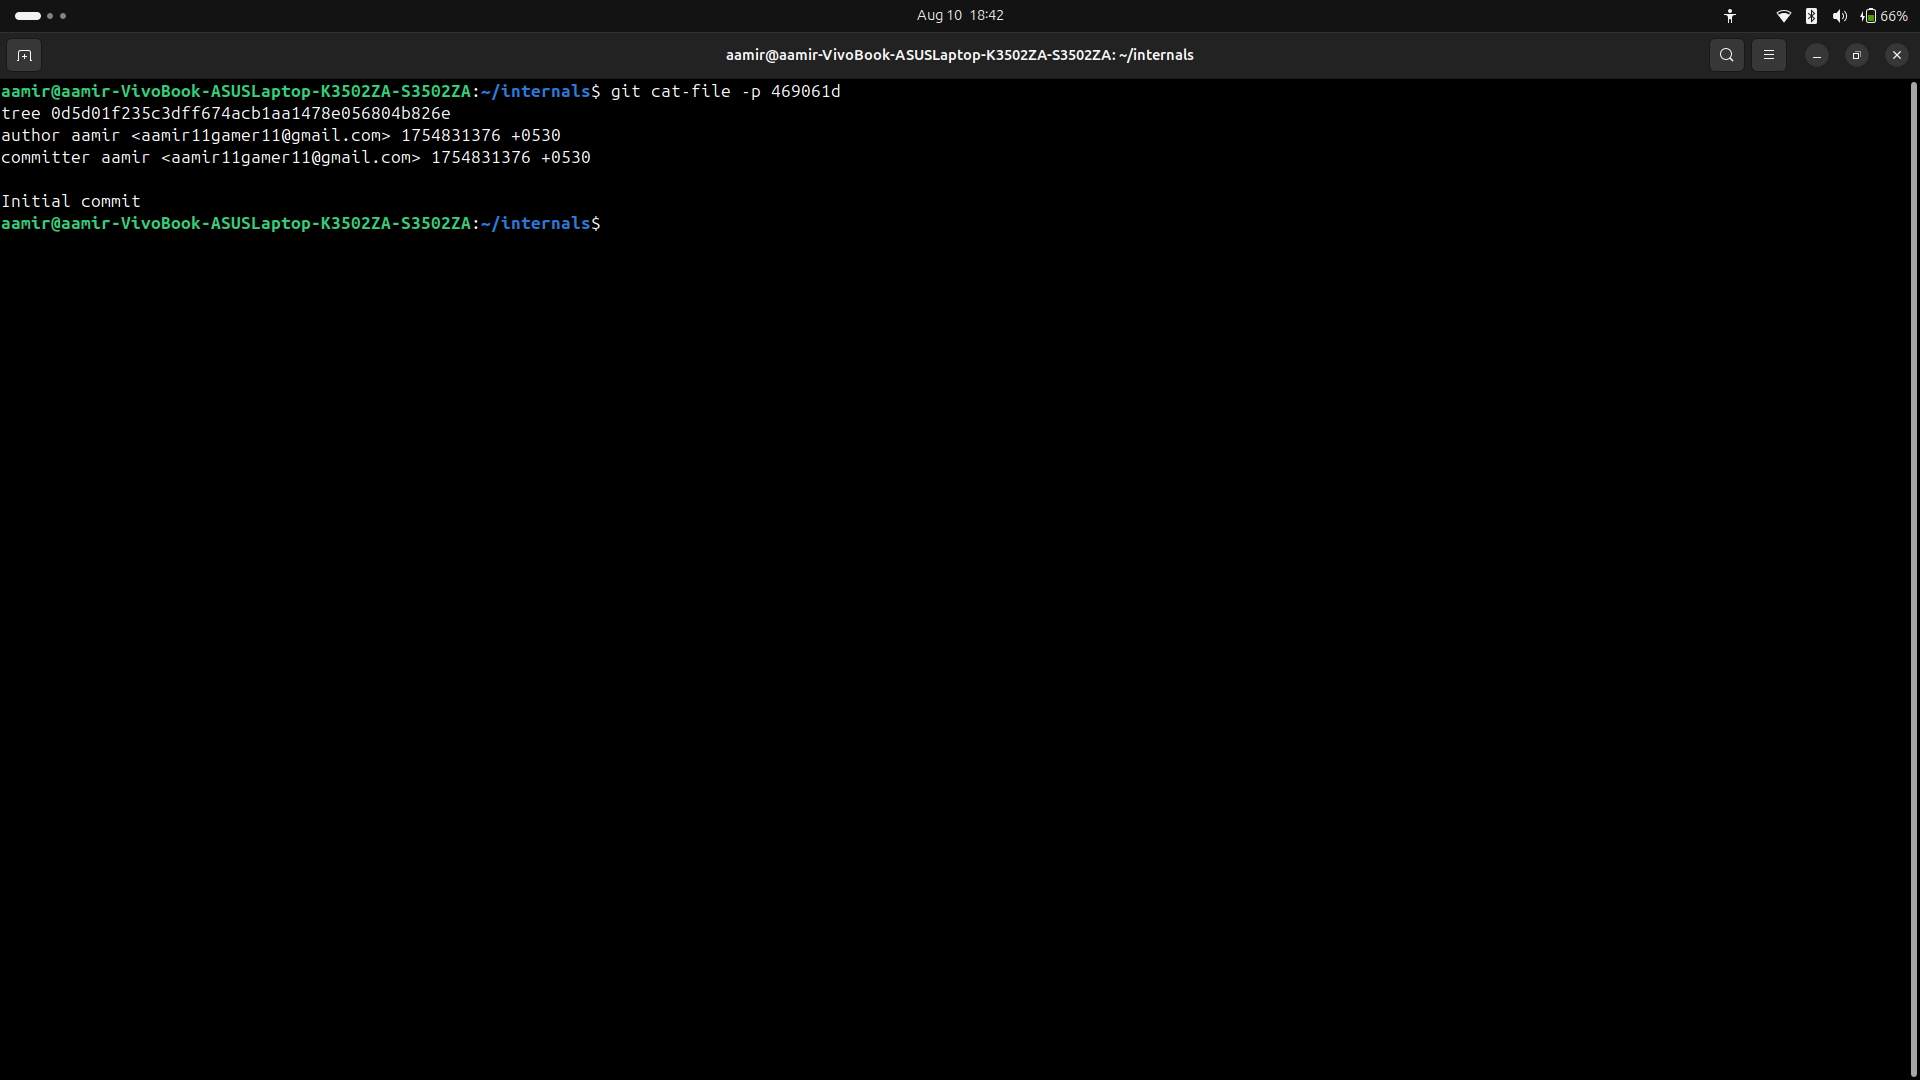 Aug 10 18:42
66%
aamir@aamir-VivoBook-ASUSLaptop-K3502ZA-S3502ZA: ~/internals
aamir@aamir-VivoBook-ASUSLaptop-K3502ZA-S3502ZA:~/internals$ git cat-file -p 469061d
tree 0d5d01f235c3dff674acb1aa1478e056804b826e
author aamir <aamir11gamer11@gmail.com> 1754831376 +0530
committer aamir <aamir11gamer11@gmail.com> 1754831376 +0530
Initial commit
aamir@aamir-VivoBook-ASUSLaptop-K3502ZA-S3502ZA:~/internals$